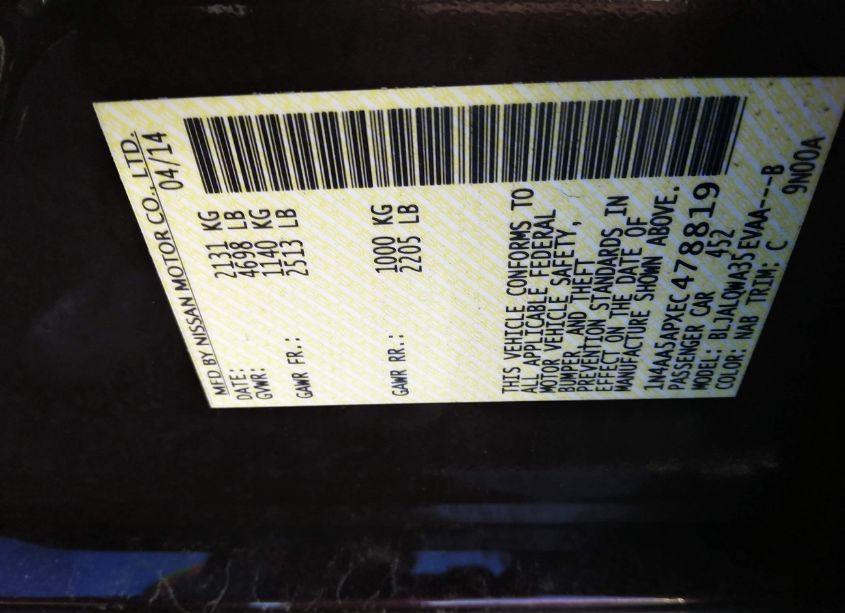 MFD BY NISSAN MOTOR CO., LTD.
DATE: 04/14
GVWR: 2131 KG
4698 LB
GAWR FR.: 1140 KG
2513 LB
GAWR RR.: 1000 KG
2205 LB
THIS VEHICLE CONFORMS TO
ALL APPLICABLE FEDERAL
MOTOR VEHICLE SAFETY,
BUMPER, AND THEFT
PREVENTION STANDARDS IN
EFFECT ON THE DATE OF
MANUFACTURE SHOWN ABOVE.
1N4AA5APXEC478819
PASSENGER CAR 452
MODEL: BLJALQWA35EVAA---B
COLOR: NAB TRIM: C 9N00A